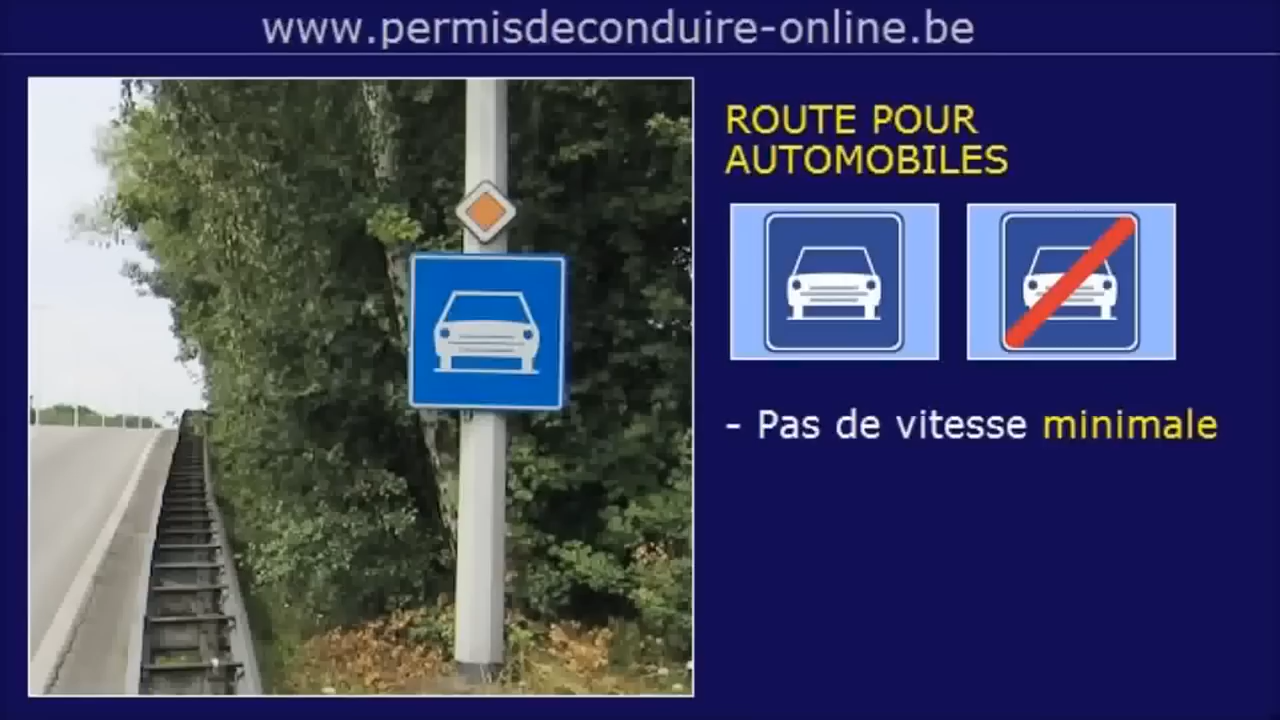 www.permisdeconduire-online.be
ROUTE POUR
AUTOMOBILES
- Pas de vitesse minimale